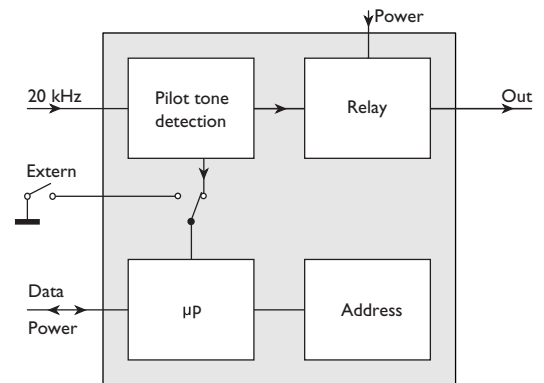 Power
20 kHz
Pilot tone
detection
Relay
Out
Extern
Data
Power
μp
Address